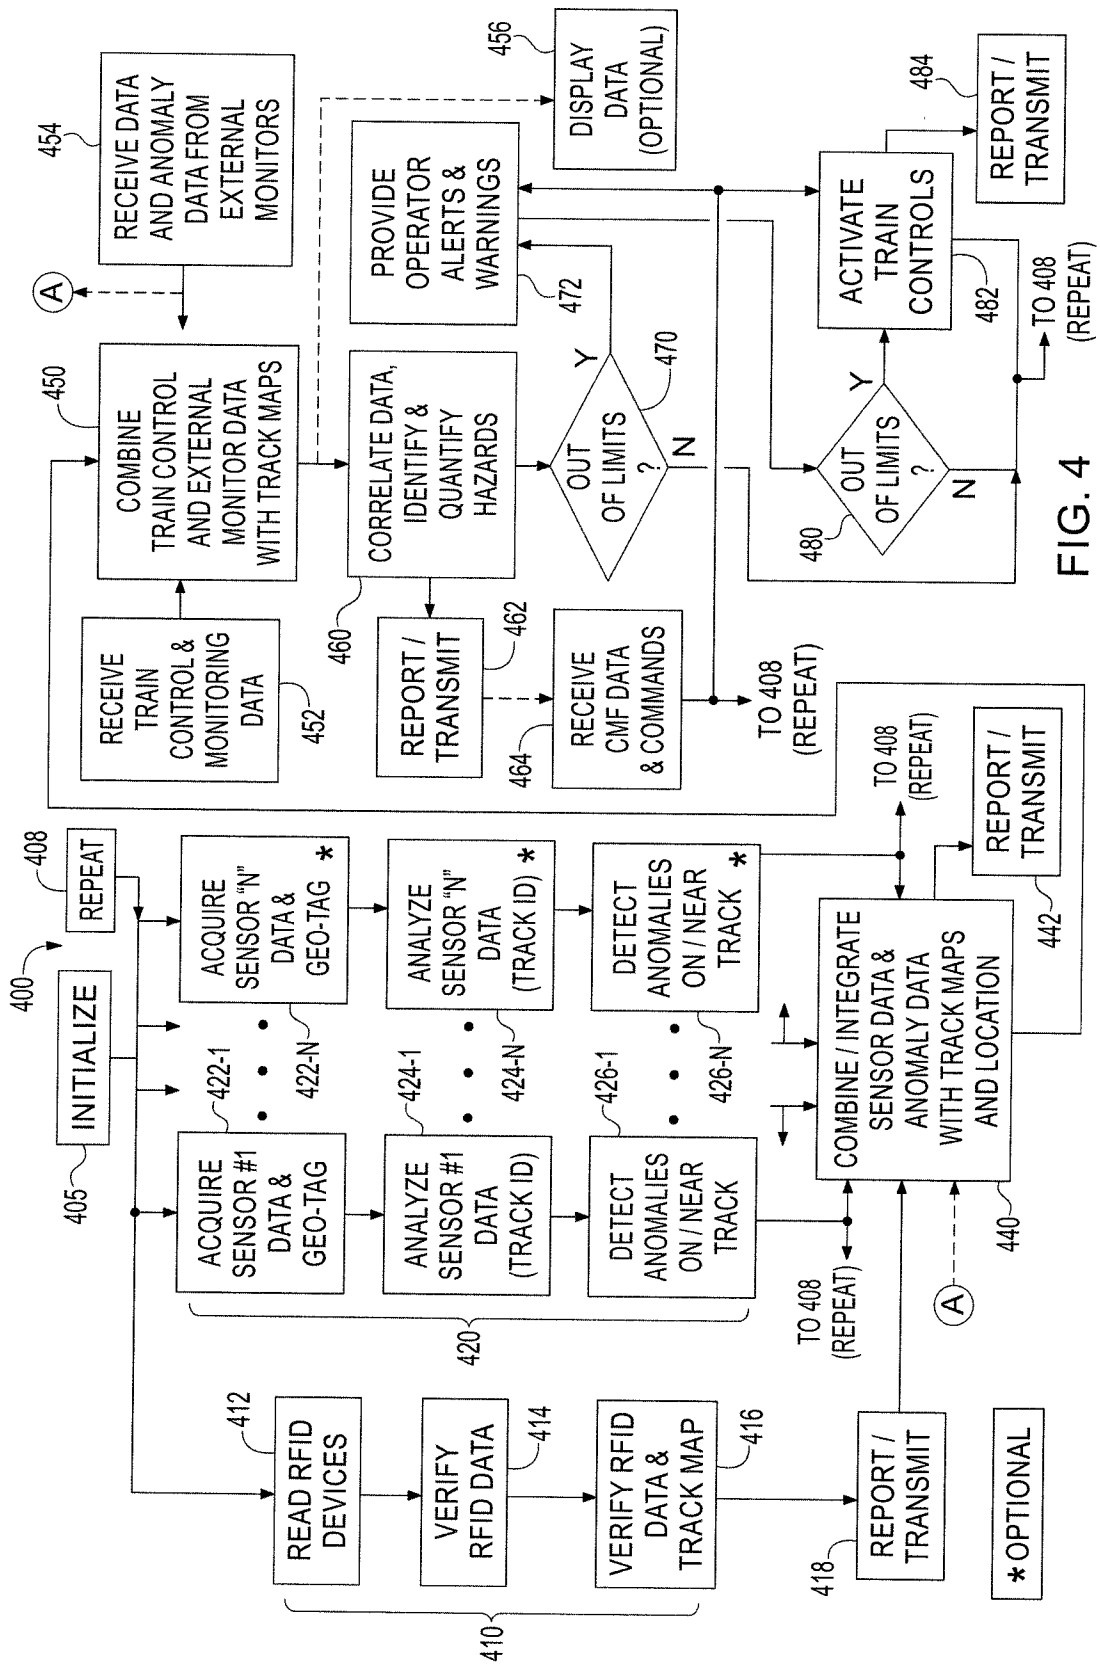 400
INITIALIZE
405
REPEAT
408
READ RFID
DEVICES
412
VERIFY
RFID DATA
414
VERIFY RFID
DATA &
TRACK MAP
416
410
REPORT /
TRANSMIT
418
*OPTIONAL
ACQUIRE
SENSOR #1
DATA &
GEO-TAG
422-1
ANALYZE
SENSOR #1
DATA
(TRACK ID)
424-1
DETECT
ANOMALIES
ON / NEAR
TRACK
426-1
420
TO 408
(REPEAT)
ACQUIRE
SENSOR "N"
DATA &
GEO-TAG *
422-N
ANALYZE
SENSOR "N"
DATA
(TRACK ID) *
424-N
DETECT
ANOMALIES
ON / NEAR
TRACK *
426-N
TO 408
(REPEAT)
COMBINE / INTEGRATE
SENSOR DATA &
ANOMALY DATA
WITH TRACK MAPS
AND LOCATION
440
A
REPORT /
TRANSMIT
442
RECEIVE
TRAIN
CONTROL &
MONITORING
DATA
452
COMBINE
TRAIN CONTROL
AND EXTERNAL
MONITOR DATA
WITH TRACK MAPS
450
A
RECEIVE DATA
AND ANOMALY
DATA FROM
EXTERNAL
MONITORS
454
CORRELATE DATA,
IDENTIFY &
QUANTIFY
HAZARDS
460
REPORT /
TRANSMIT
462
RECEIVE
CMF DATA
& COMMANDS
464
TO 408
(REPEAT)
PROVIDE
OPERATOR
ALERTS &
WARNINGS
472
DISPLAY
DATA
(OPTIONAL)
456
OUT
OF LIMITS
?
Y
N
470
OUT
OF LIMITS
?
Y
N
480
ACTIVATE
TRAIN
CONTROLS
482
REPORT /
TRANSMIT
484
TO 408
(REPEAT)
FIG. 4